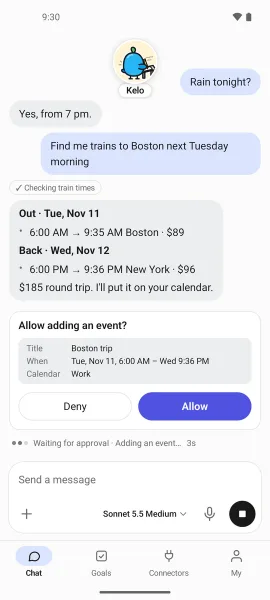 9:30
Kelo
Rain tonight?
Yes, from 7 pm.
Find me trains to Boston next Tuesday
morning
✓ Checking train times
Out · Tue, Nov 11
• 6:00 AM → 9:35 AM Boston · $89
Back · Wed, Nov 12
• 6:00 PM → 9:36 PM New York · $96
$185 round trip. I'll put it on your calendar.
Allow adding an event?
Title Boston trip
When Tue, Nov 11, 6:00 AM – Wed 9:36 PM
Calendar Work
Deny Allow
Waiting for approval · Adding an event… 3s
Send a message
Sonnet 5.5 Medium
Chat Goals Connectors My